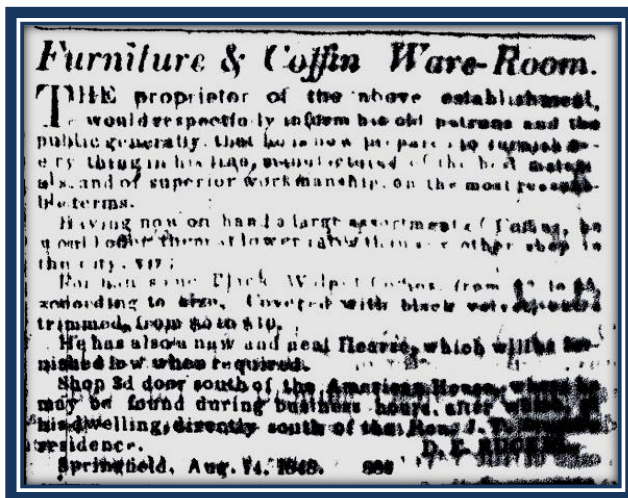 Furniture & Coffin Ware-Room.
THE proprietor of the above establishment,
would respectfully inform his old patrons and the
public generally, that he is now prepared to furnish ev-
ery thing in his line, manufactured of the best materi-
als, and of superior workmanship, on the most reasona-
ble terms.
Having now on hand a large assortment of Coffins, he
would offer them at lower rates than any other shop in
the city, viz;
Black Walnut Coffins, from to
according to size. Covered with black velvet,
trimmed, from to $10.
He has also a new and neat Hearse, which will be fur-
nished low when required.
Shop 3d door south of the American House, where he
may be found during business hours, after which, at
his dwelling, directly south of the Hon. J. T.
residence. D. E.
Springfield, Aug. 14, 1849.